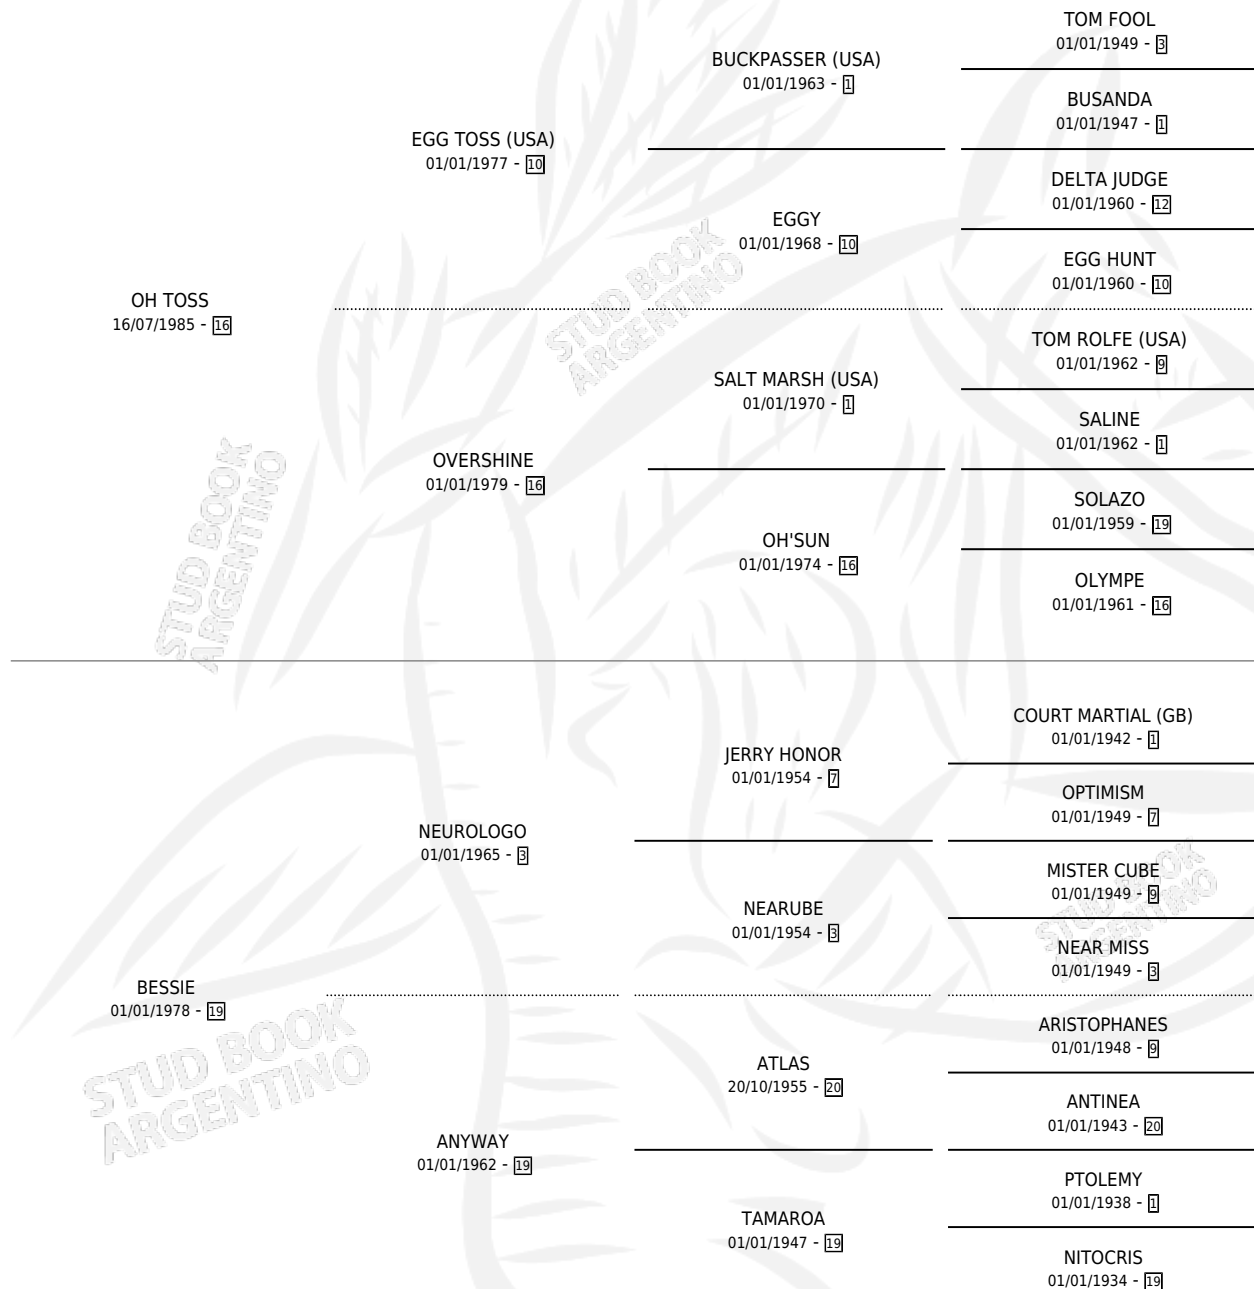 TOM FOOL
01/01/1949 - 3
BUCKPASSER (USA)
01/01/1963 - 1
BUSANDA
01/01/1947 - 1
EGG TOSS (USA)
01/01/1977 - 10
DELTA JUDGE
01/01/1960 - 12
EGGY
01/01/1968 - 10
EGG HUNT
01/01/1960 - 10
OH TOSS
16/07/1985 - 16
TOM ROLFE (USA)
01/01/1962 - 9
SALT MARSH (USA)
01/01/1970 - 1
SALINE
01/01/1962 - 1
OVERSHINE
01/01/1979 - 16
SOLAZO
01/01/1959 - 19
OH'SUN
01/01/1974 - 16
OLYMPE
01/01/1961 - 16
COURT MARTIAL (GB)
01/01/1942 - 1
JERRY HONOR
01/01/1954 - 7
OPTIMISM
01/01/1949 - 7
NEUROLOGO
01/01/1965 - 3
MISTER CUBE
01/01/1949 - 9
NEARUBE
01/01/1954 - 3
NEAR MISS
01/01/1949 - 3
BESSIE
01/01/1978 - 19
ARISTOPHANES
01/01/1948 - 9
ATLAS
20/10/1955 - 20
ANTINEA
01/01/1943 - 20
ANYWAY
01/01/1962 - 19
PTOLEMY
01/01/1938 - 1
TAMAROA
01/01/1947 - 19
NITOCRIS
01/01/1934 - 19
STUD BOOK
ARGENTINO
STUD BOOK
ARGENTINO
STUD BOOK
ARGENTINO
STUD BOOK
ARGENTINO